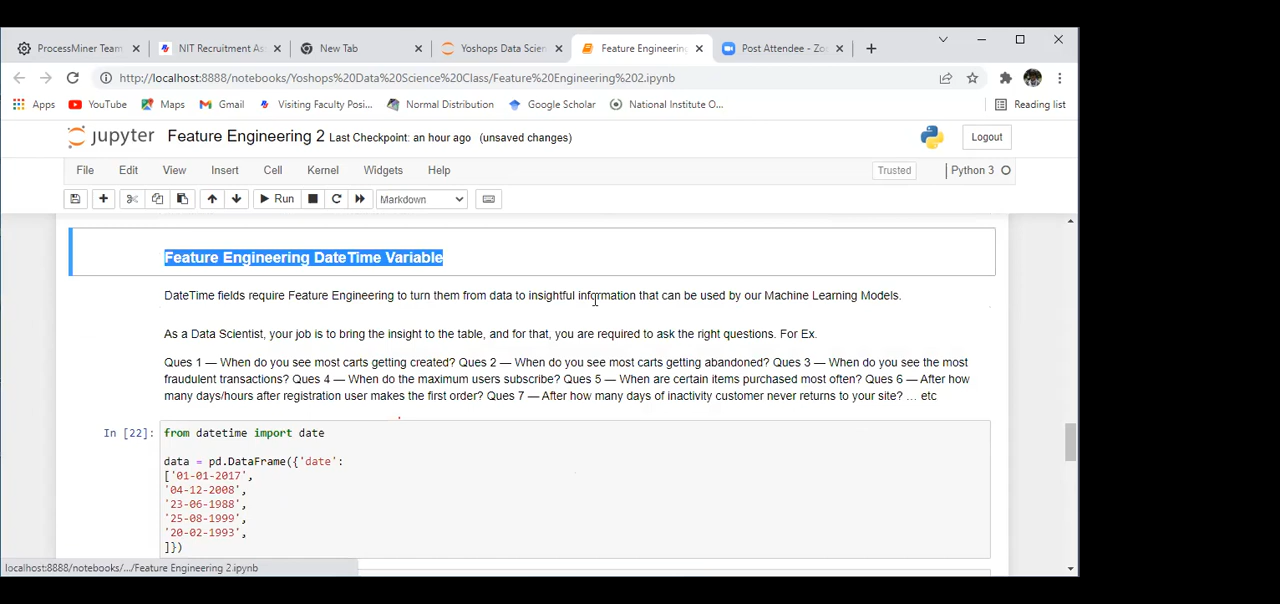 ProcessMiner Team
NIT Recruitment As
New Tab
Yoshops Data Scien
Feature Engineering
Post Attendee - Zo
http://localhost:8888/notebooks/Yoshops%20Data%20Science%20Class/Feature%20Engineering%202.ipynb
Apps YouTube Maps Gmail Visiting Faculty Posi... Normal Distribution Google Scholar National Institute O... Reading list
jupyter Feature Engineering 2 Last Checkpoint: an hour ago (unsaved changes) Logout
File Edit View Insert Cell Kernel Widgets Help Trusted Python 3
Run Markdown
Feature Engineering DateTime Variable
DateTime fields require Feature Engineering to turn them from data to insightful information that can be used by our Machine Learning Models.
As a Data Scientist, your job is to bring the insight to the table, and for that, you are required to ask the right questions. For Ex.
Ques 1 — When do you see most carts getting created? Ques 2 — When do you see most carts getting abandoned? Ques 3 — When do you see the most
fraudulent transactions? Ques 4 — When do the maximum users subscribe? Ques 5 — When are certain items purchased most often? Ques 6 — After how
many days/hours after registration user makes the first order? Ques 7 — After how many days of inactivity customer never returns to your site? … etc
In [22]: from datetime import date
data = pd.DataFrame({'date':
['01-01-2017',
'04-12-2008',
'23-06-1988',
'25-08-1999',
'20-02-1993',
]})
localhost:8888/notebooks/.../Feature Engineering 2.ipynb